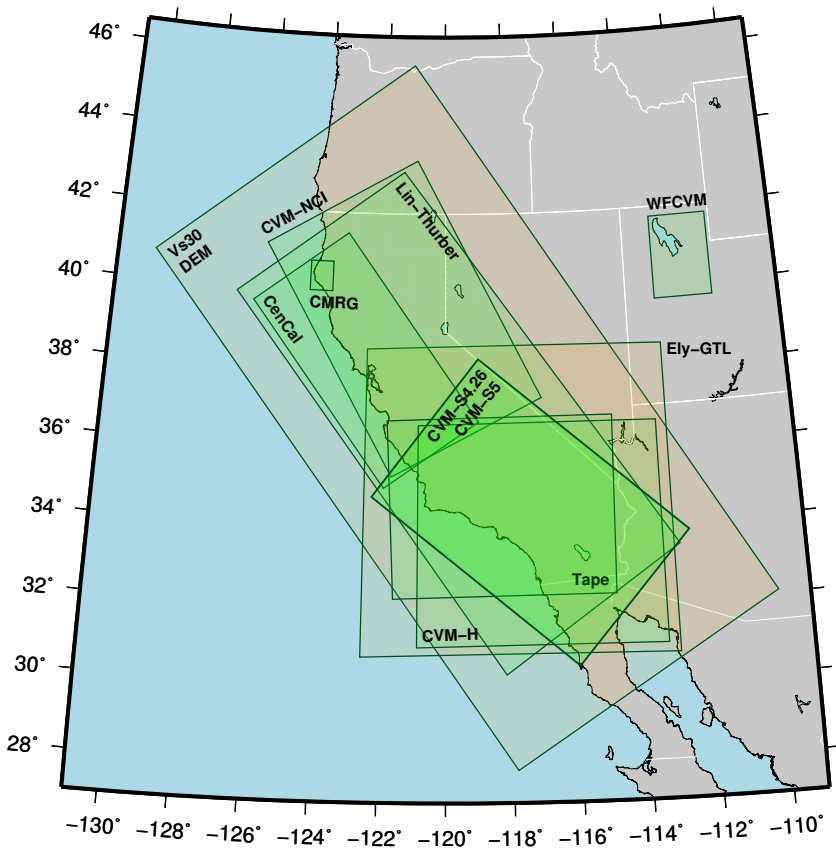 46°
44°
42°
40°
38°
36°
34°
32°
30°
28°
Vs30
DEM
CVM−NCI
Lin−Thurber
WFCVM
CMRG
CenCal
Ely−GTL
CVM−S4.26
CVM−S5
Tape
CVM−H
−130° −128° −126° −124° −122° −120° −118° −116° −114° −112° −110°